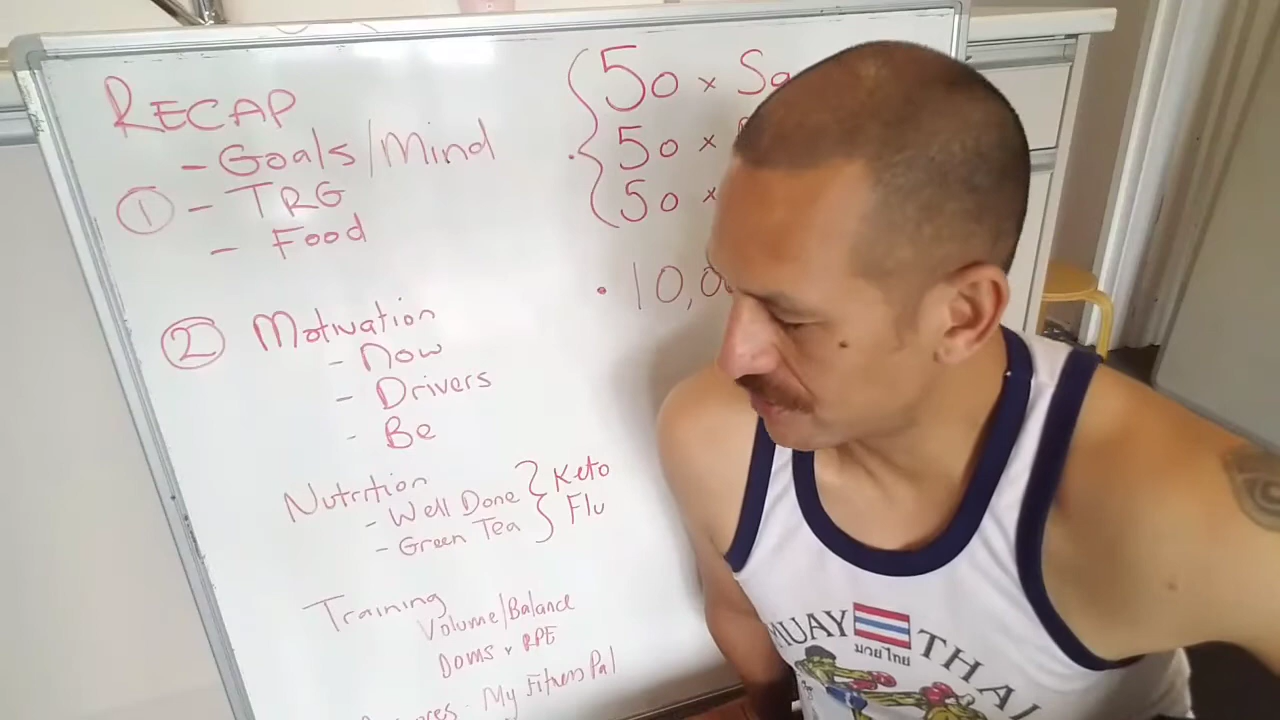 RECAP
- Goals/Mind
① - TRG
- Food
② Motivation
- Now
- Drivers
- Be
Nutrition
- Well Done
- Green Tea
} Keto
Flu
Training
Volume/Balance
DOMS + RPE
- My Fitness Pal
{ 50 x
50 x
50 x
• 10,0
MUAY THAI
มวยไทย